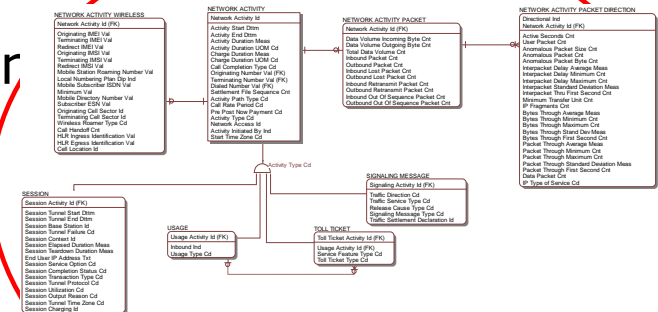 NETWORK ACTIVITY WIRELESS
Network Activity Id (FK)
Originating IMEI Val
Terminating IMEI Val
Redirect IMEI Val
Originating IMSI Val
Terminating IMSI Val
Redirect IMSI Val
Mobile Station Roaming Number Val
Local Numbering Plan Dip Ind
Mobile Subscriber ISDN Val
Minimum Val
Mobile Directory Number Val
Subscriber ESN Val
Originating Cell Sector Id
Terminating Cell Sector Id
Wireless Roamer Type Cd
Call Handoff Cnt
HLR Ingress Identification Val
HLR Egress Identification Val
Cell Location Id
NETWORK ACTIVITY
Network Activity Id
Activity Start Dttm
Activity End Dttm
Activity Duration Meas
Activity Duration UOM Cd
Charge Duration Meas
Charge Duration UOM Cd
Call Completion Type Cd
Originating Number Val (FK)
Terminating Number Val (FK)
Dialed Number Val (FK)
Settlement File Sequence Cnt
Activity Path Type Cd
Call Rate Period Cd
Pre Post New Payment Cd
Activity Type Cd
Network Access Id
Activity Initiated By Ind
Start Time Zone Cd
NETWORK ACTIVITY PACKET
Network Activity Id (FK)
Data Volume Incoming Byte Cnt
Data Volume Outgoing Byte Cnt
Total Data Volume Cnt
Inbound Packet Cnt
Outbound Packet Cnt
Inbound Lost Packet Cnt
Outbound Lost Packet Cnt
Inbound Retransmit Packet Cnt
Outbound Retransmit Packet Cnt
Inbound Out Of Sequence Packet Cnt
Outbound Out Of Sequence Packet Cnt
NETWORK ACTIVITY PACKET DIRECTION
Directional Ind
Network Activity Id (FK)
Active Seconds Cnt
User Packet Cnt
Anomalous Packet Size Cnt
Anomalous Packet Cnt
Interpacket Delay Average Meas
Interpacket Delay Minimum Cnt
Interpacket Delay Maximum Cnt
Interpacket Standard Deviation Meas
Interpacket Thru First Second Cnt
Minimum Transfer Unit Cnt
IP Fragments Cnt
Bytes Through Average Meas
Bytes Through Minimum Cnt
Bytes Through Maximum Cnt
Bytes Through Stand Dev Meas
Bytes Through First Second Cnt
Packet Through Average Meas
Packet Through Minimum Cnt
Packet Through Maximum Cnt
Packet Through Standard Deviation Meas
Packet Through First Second Cnt
Data Packet Cnt
IP Type of Service Cd
Activity Type Cd
SESSION
Session Activity Id (FK)
Session Tunnel Start Dttm
Session Tunnel End Dttm
Session Base Station Id
Session Tunnel Failure Cd
Session Context Id
Session Elapsed Duration Meas
Session Teardown Duration Meas
End User IP Address Txt
Session Service Option Cd
Session Completion Status Cd
Session Transaction Type Cd
Session Tunnel Protocol Cd
Session Utilization Cd
Session Output Reason Cd
Session Tunnel Time Zone Cd
Session Charging Id
USAGE
Usage Activity Id (FK)
Inbound Ind
Usage Type Cd
TOLL TICKET
Toll Ticket Activity Id (FK)
Usage Activity Id (FK)
Service Feature Type Cd
Toll Ticket Type Cd
SIGNALING MESSAGE
Signaling Activity Id (FK)
Traffic Direction Cd
Traffic Service Type Cd
Release Cause Type Cd
Signaling Message Type Cd
Traffic Settlement Declaration Id